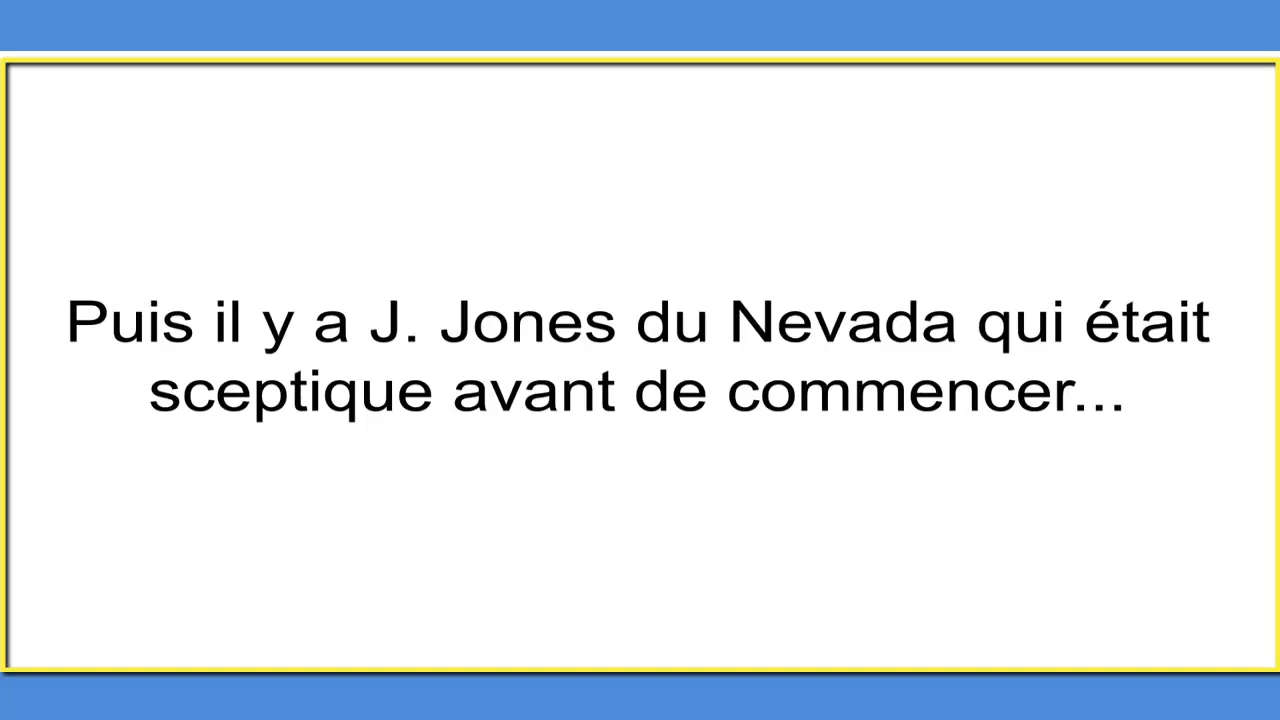 Puis il y a J. Jones du Nevada qui était
sceptique avant de commencer...